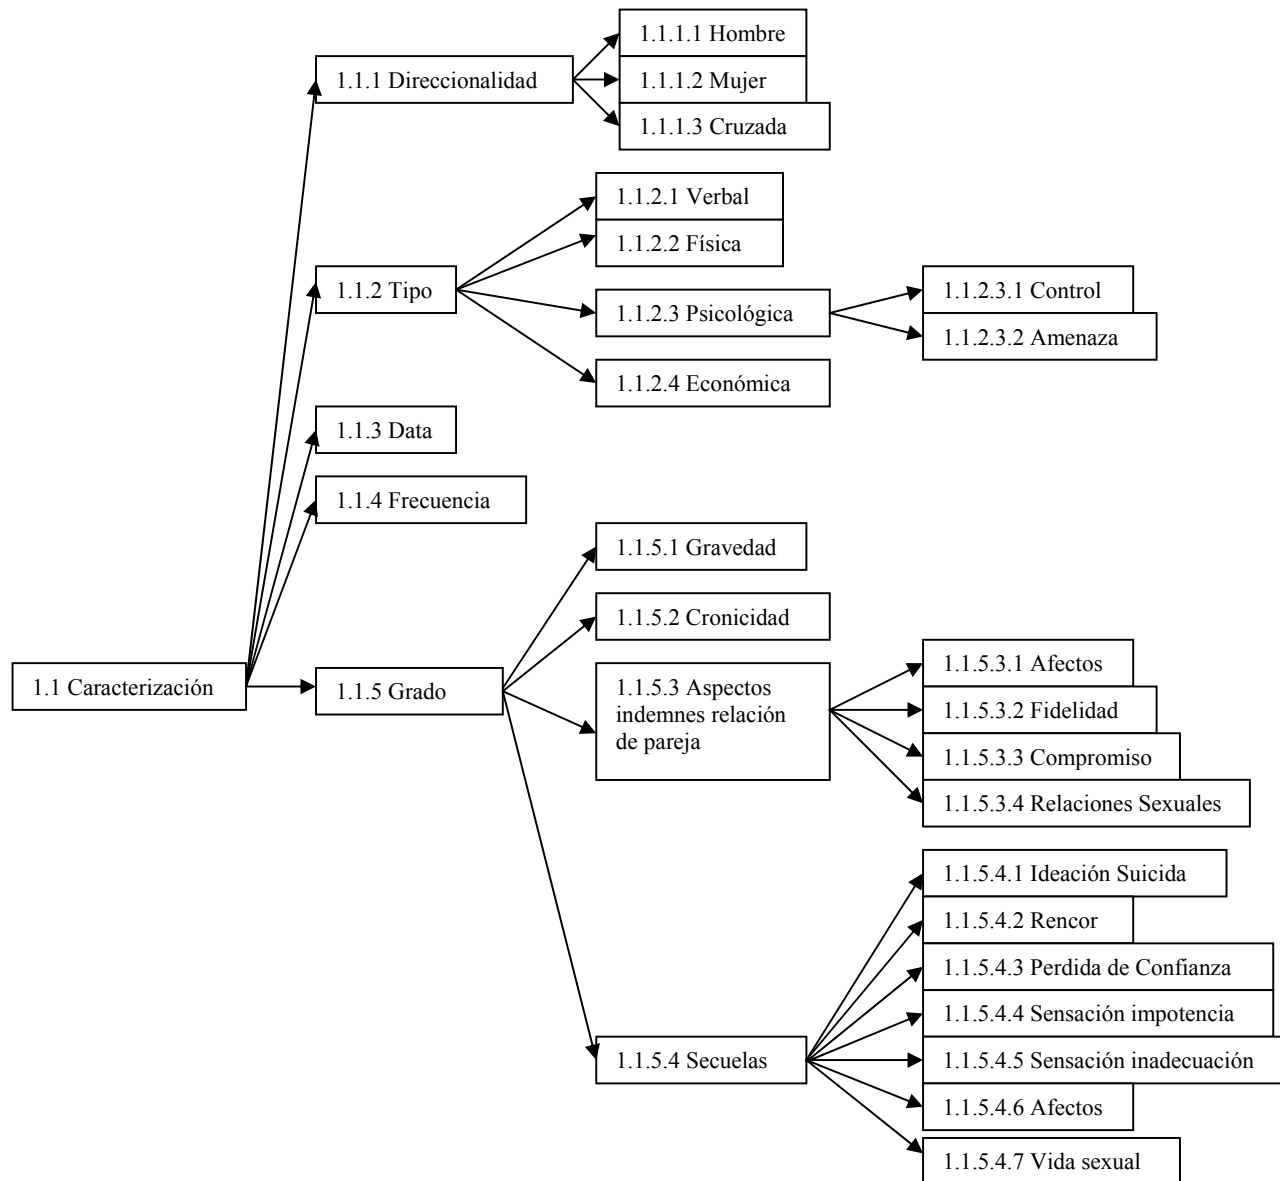 1.1 Caracterización
1.1.1 Direccionalidad
1.1.1.1 Hombre
1.1.1.2 Mujer
1.1.1.3 Cruzada
1.1.2 Tipo
1.1.2.1 Verbal
1.1.2.2 Física
1.1.2.3 Psicológica
1.1.2.3.1 Control
1.1.2.3.2 Amenaza
1.1.2.4 Económica
1.1.3 Data
1.1.4 Frecuencia
1.1.5 Grado
1.1.5.1 Gravedad
1.1.5.2 Cronicidad
1.1.5.3 Aspectos
indemnes relación
de pareja
1.1.5.3.1 Afectos
1.1.5.3.2 Fidelidad
1.1.5.3.3 Compromiso
1.1.5.3.4 Relaciones Sexuales
1.1.5.4 Secuelas
1.1.5.4.1 Ideación Suicida
1.1.5.4.2 Rencor
1.1.5.4.3 Perdida de Confianza
1.1.5.4.4 Sensación impotencia
1.1.5.4.5 Sensación inadecuación
1.1.5.4.6 Afectos
1.1.5.4.7 Vida sexual